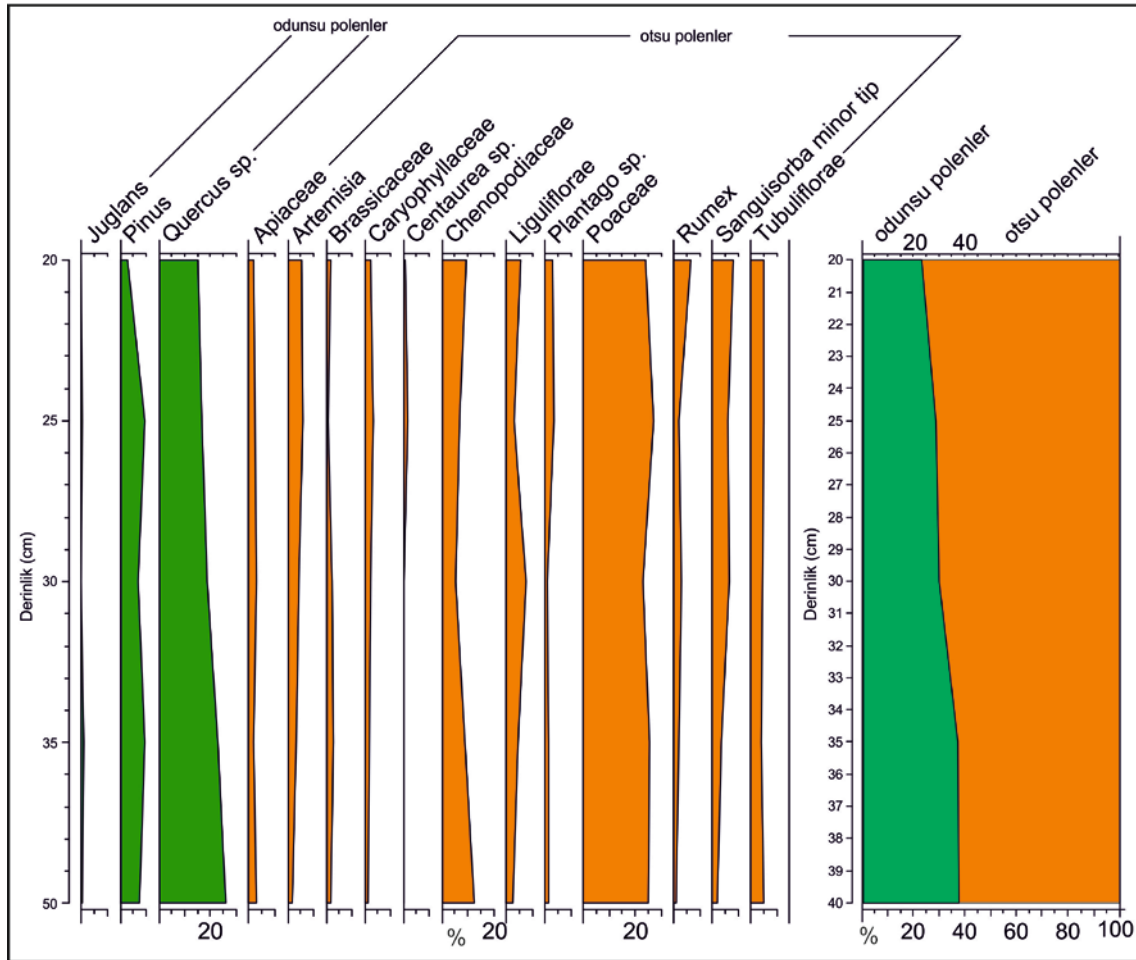 odunsu polenler
otsu polenler
Juglans
Pinus
Quercus sp.
Apiaceae
Artemisia
Brassicaceae
Caryophyllaceae
Centaurea sp.
Chenopodiaceae
Liguliflorae
Plantago sp.
Poaceae
Rumex
Sanguisorba minor tip
Tubuliflorae
odunsu polenler
otsu polenler
20 40 100
20
25
30
35
50
Derinlik (cm)
20 % 20 20
20
21
22
23
24
25
26
27
28
29
30
31
32
33
34
35
36
37
38
39
40
Derinlik (cm)
% 20 40 60 80 100